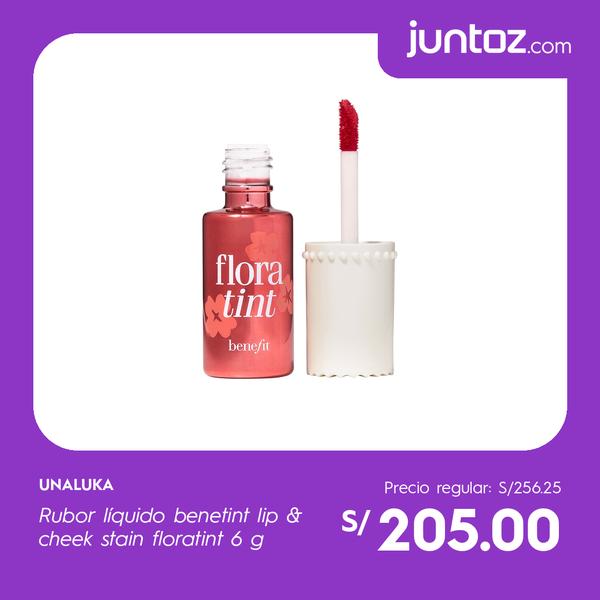 juntoz.com
flora
tint
benefit
UNALUKA
Rubor líquido benetint lip &
cheek stain floratint 6 g
Precio regular: S/256.25
S/ 205.00